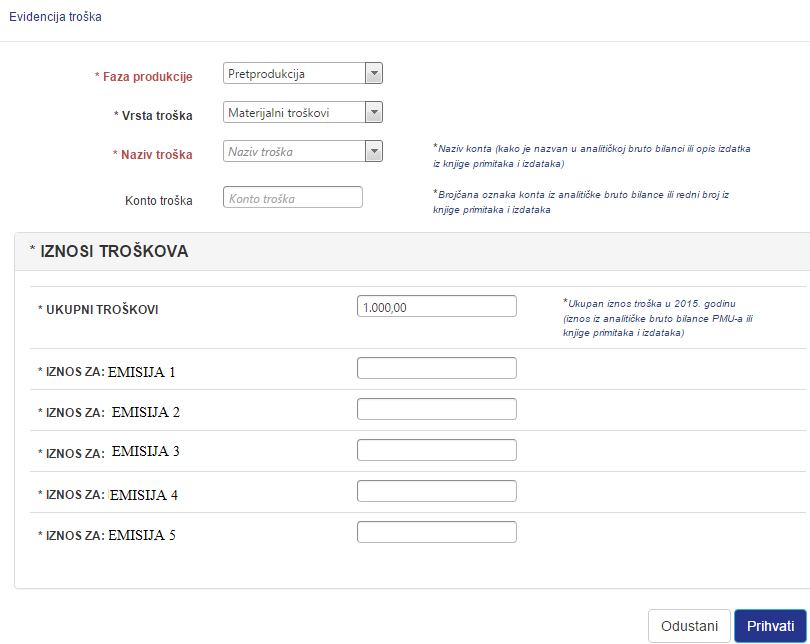 Evidencija troška
* Faza produkcije
Pretprodukcija
* Vrsta troška
Materijalni troškovi
* Naziv troška
Naziv troška
*Naziv konta (kako je nazvan u analitičkoj bruto bilanci ili opis izdatka
iz knjige primitaka i izdataka)
Konto troška
Konto troška
*Brojčana oznaka konta iz analitičke bruto bilance ili redni broj iz
knjige primitaka i izdataka
* IZNOSI TROŠKOVA
* UKUPNI TROŠKOVI
1.000,00
*Ukupan iznos troška u 2015. godinu
(iznos iz analitičke bruto bilance PMU-a ili
knjige primitaka i izdataka)
* IZNOS ZA: EMISIJA 1
* IZNOS ZA: EMISIJA 2
* IZNOS ZA: EMISIJA 3
* IZNOS ZA: EMISIJA 4
* IZNOS ZA: EMISIJA 5
Odustani
Prihvati